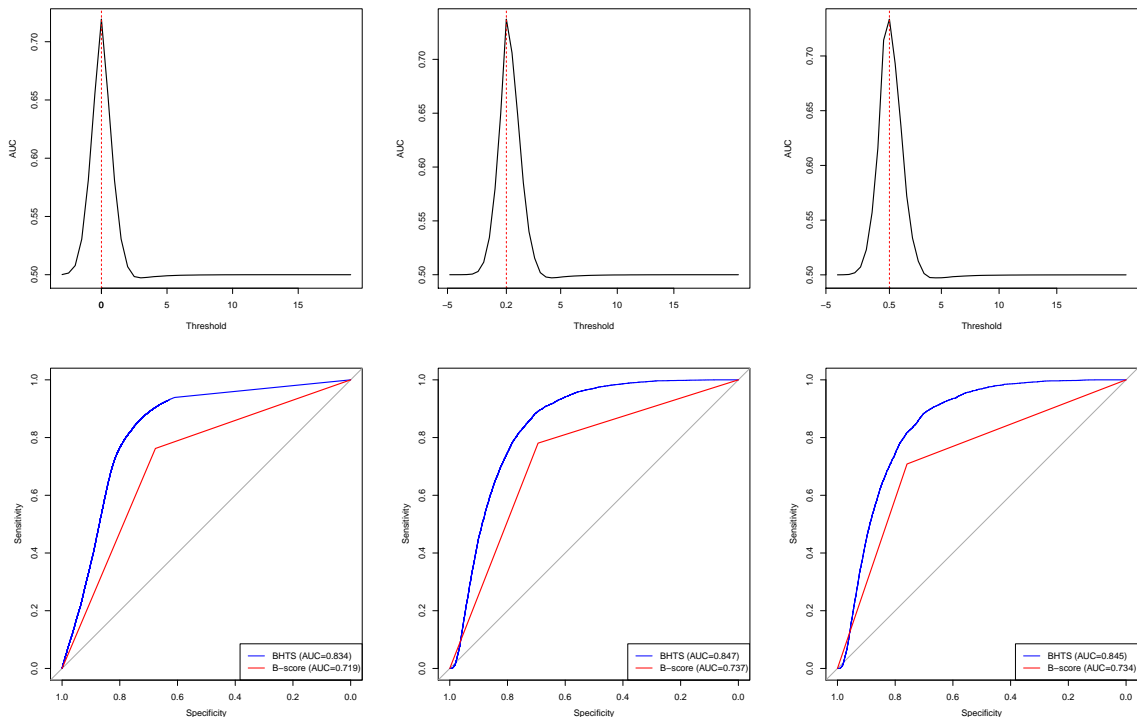 0.70
0.65
0.60
0.55
0.50
AUC
0 0 5 10 15
Threshold
0.70
0.65
0.60
0.55
0.50
AUC
−5 0.2 5 10 15
Threshold
0.70
0.65
0.60
0.55
0.50
AUC
−5 0.5 5 10 15
Threshold
1.0
0.8
0.6
0.4
0.2
0.0
Sensitivity
BHTS (AUC=0.834)
B−score (AUC=0.719)
1.0 0.8 0.6 0.4 0.2 0.0
Specificity
1.0
0.8
0.6
0.4
0.2
0.0
Sensitivity
BHTS (AUC=0.847)
B−score (AUC=0.737)
1.0 0.8 0.6 0.4 0.2 0.0
Specificity
1.0
0.8
0.6
0.4
0.2
0.0
Sensitivity
BHTS (AUC=0.845)
B−score (AUC=0.734)
1.0 0.8 0.6 0.4 0.2 0.0
Specificity